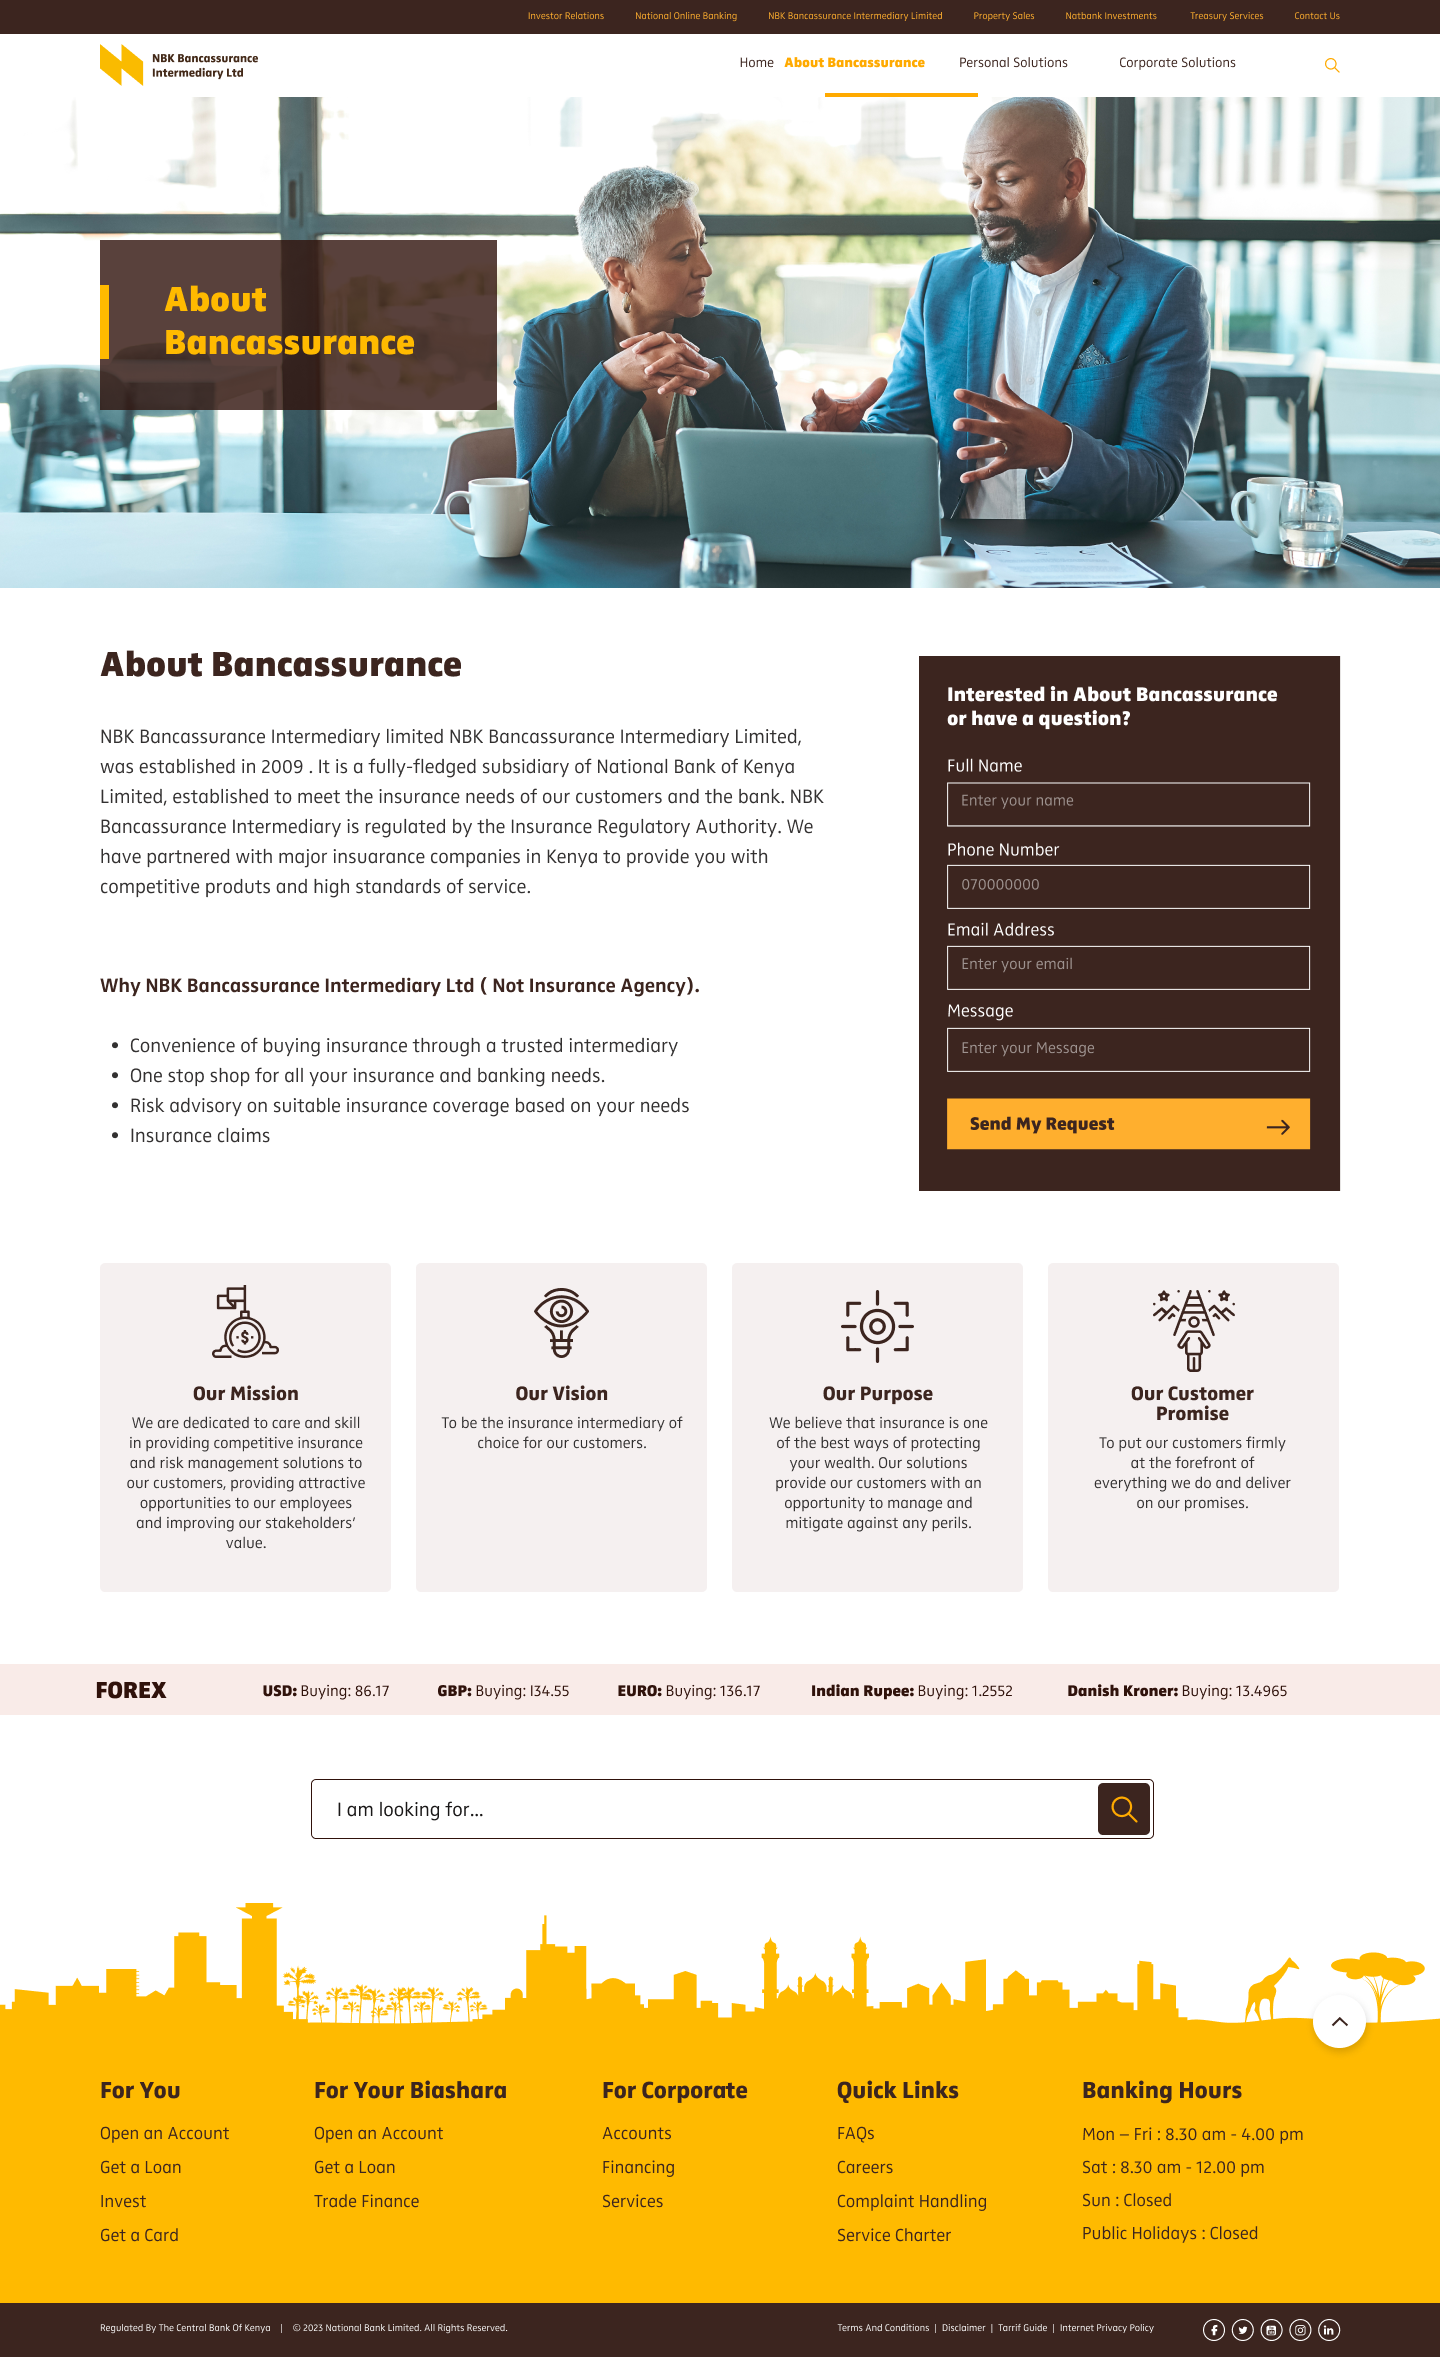 Investor Relations National Online Banking NBK Bancassurance Intermediary Limited Property Sales Natbank Investments Treasury Services Contact Us
NBK Bancassurance
Intermediary Ltd
Home About Bancassurance Personal Solutions Corporate Solutions
About
Bancassurance
About Bancassurance
NBK Bancassurance Intermediary limited NBK Bancassurance Intermediary Limited,
was established in 2009 . It is a fully-fledged subsidiary of National Bank of Kenya
Limited, established to meet the insurance needs of our customers and the bank. NBK
Bancassurance Intermediary is regulated by the Insurance Regulatory Authority. We
have partnered with major insuarance companies in Kenya to provide you with
competitive produts and high standards of service.
Why NBK Bancassurance Intermediary Ltd ( Not Insurance Agency).
• Convenience of buying insurance through a trusted intermediary
• One stop shop for all your insurance and banking needs.
• Risk advisory on suitable insurance coverage based on your needs
• Insurance claims
Interested in About Bancassurance
or have a question?
Full Name
Enter your name
Phone Number
070000000
Email Address
Enter your email
Message
Enter your Message
Send My Request
Our Mission
We are dedicated to care and skill
in providing competitive insurance
and risk management solutions to
our customers, providing attractive
opportunities to our employees
and improving our stakeholders’
value.
Our Vision
To be the insurance intermediary of
choice for our customers.
Our Purpose
We believe that insurance is one
of the best ways of protecting
your wealth. Our solutions
provide our customers with an
opportunity to manage and
mitigate against any perils.
Our Customer
Promise
To put our customers firmly
at the forefront of
everything we do and deliver
on our promises.
FOREX USD: Buying: 86.17 GBP: Buying: I34.55 EURO: Buying: 136.17 Indian Rupee: Buying: 1.2552 Danish Kroner: Buying: 13.4965
I am looking for...
For You
Open an Account
Get a Loan
Invest
Get a Card
For Your Biashara
Open an Account
Get a Loan
Trade Finance
For Corporate
Accounts
Financing
Services
Quick Links
FAQs
Careers
Complaint Handling
Service Charter
Banking Hours
Mon – Fri : 8.30 am - 4.00 pm
Sat : 8.30 am - 12.00 pm
Sun : Closed
Public Holidays : Closed
Regulated By The Central Bank Of Kenya | © 2023 National Bank Limited. All Rights Reserved.
Terms And Conditions | Disclaimer | Tarrif Guide | Internet Privacy Policy